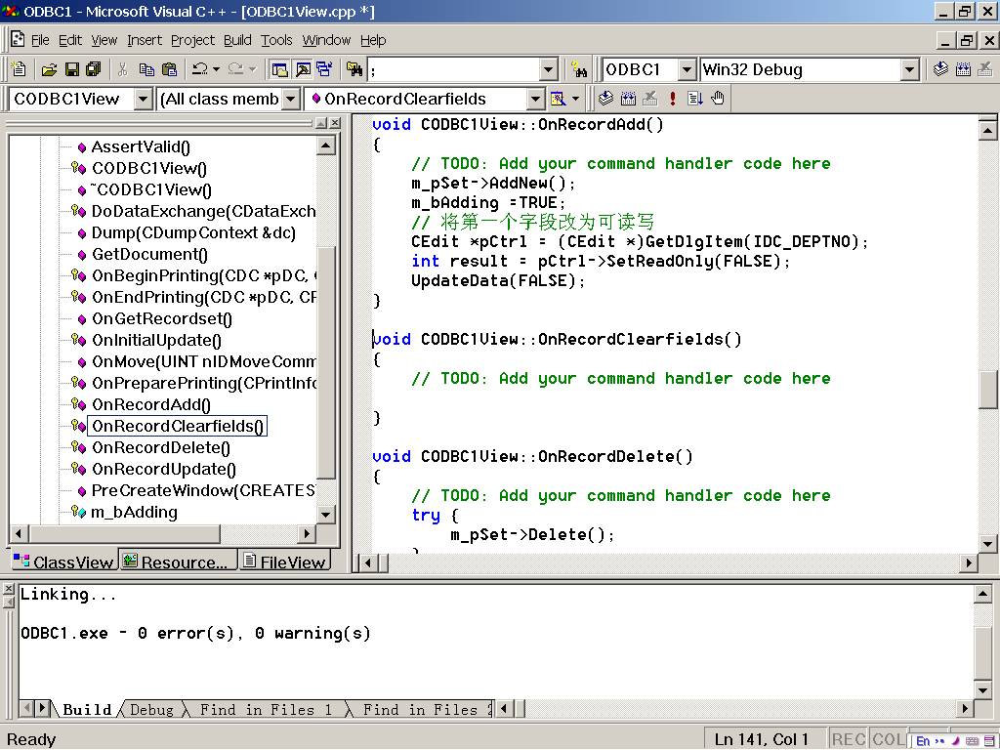 ODBC1 - Microsoft Visual C++ - [ODBC1View.cpp *]
File Edit View Insert Project Build Tools Window Help
; ODBC1 Win32 Debug
CODBC1View (All class memb OnRecordClearfields
AssertValid()
CODBC1View()
~CODBC1View()
DoDataExchange(CDataExch
Dump(CDumpContext &dc)
GetDocument()
OnBeginPrinting(CDC *pDC, (
OnEndPrinting(CDC *pDC, CF
OnGetRecordset()
OnInitialUpdate()
OnMove(UINT nIDMoveComm
OnPreparePrinting(CPrintInfo
OnRecordAdd()
OnRecordClearfields()
OnRecordDelete()
OnRecordUpdate()
PreCreateWindow(CREATES
m_bAdding
ClassView Resource... FileView
void CODBC1View::OnRecordAdd()
{
// TODO: Add your command handler code here
m_pSet->AddNew();
m_bAdding =TRUE;
// 将第一个字段改为可读写
CEdit *pCtrl = (CEdit *)GetDlgItem(IDC_DEPTNO);
int result = pCtrl->SetReadOnly(FALSE);
UpdateData(FALSE);
}
void CODBC1View::OnRecordClearfields()
{
// TODO: Add your command handler code here
}
void CODBC1View::OnRecordDelete()
{
// TODO: Add your command handler code here
try {
m_pSet->Delete();
Linking...
ODBC1.exe - 0 error(s), 0 warning(s)
Build Debug Find in Files 1 Find in Files 2
Ready Ln 141, Col 1 REC COL En